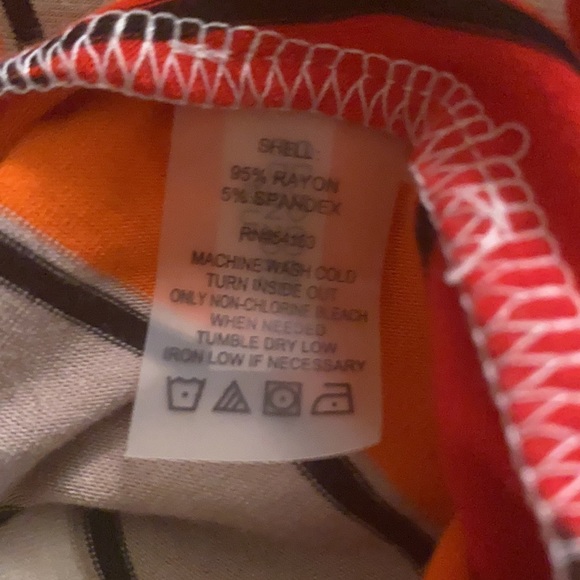 SHELL:
95% RAYON
5% SPANDEX
MACHINE WASH COLD
TURN INSIDE OUT
ONLY NON-CHLORINE BLEACH
WHEN NEEDED
TUMBLE DRY LOW
IRON LOW IF NECESSARY